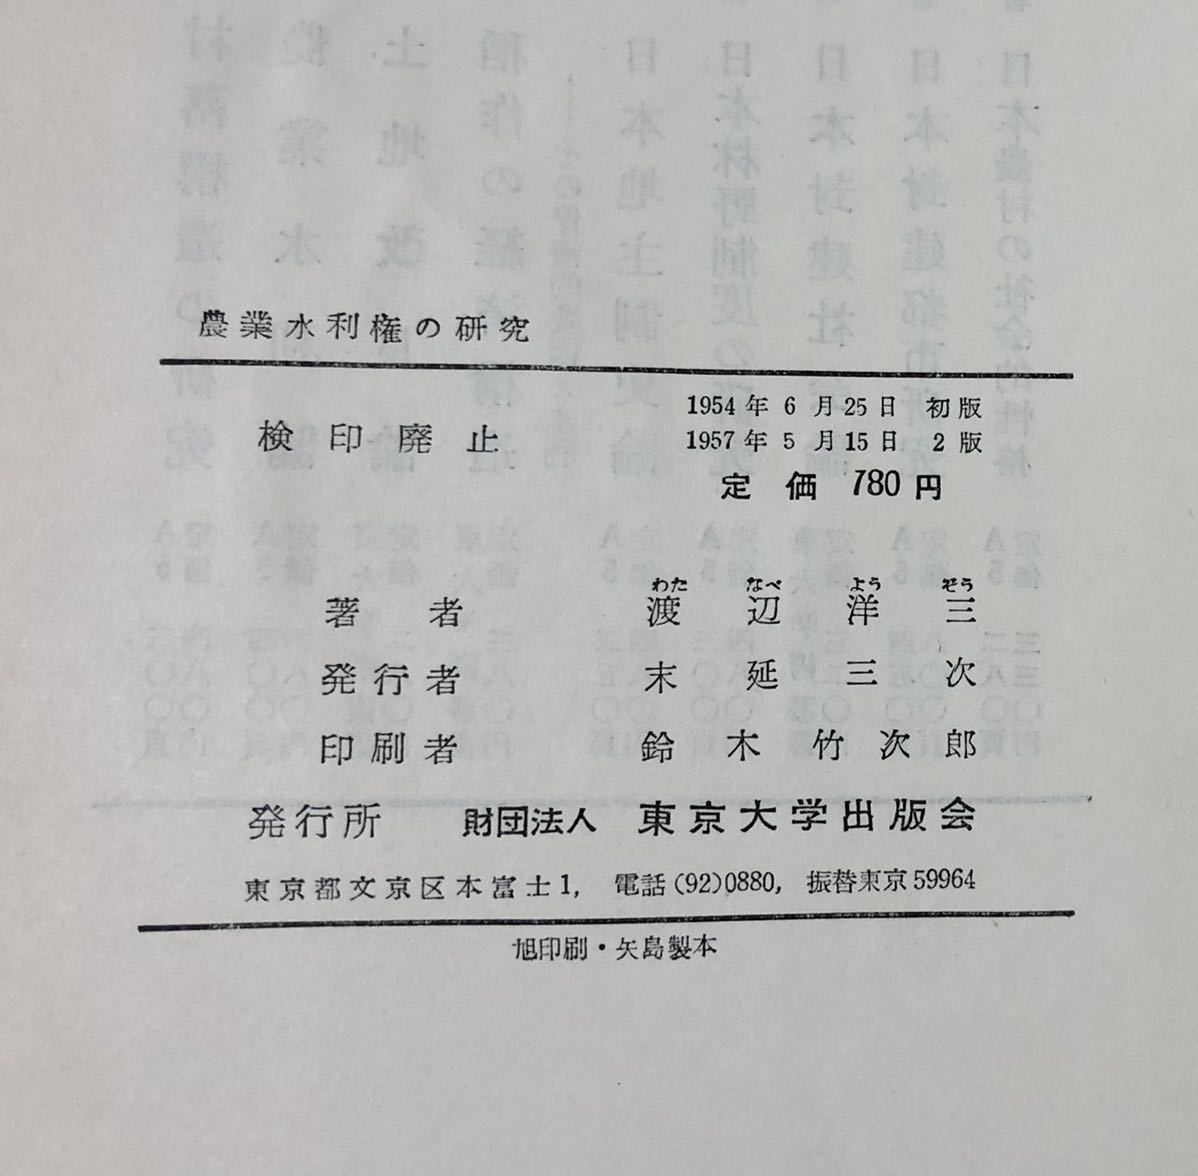 農業水利権の研究
検印廃止
1954年6月25日 初版
1957年5月15日 2版
定価 780円
わた なべ よう ぞう
著者 渡辺洋三
発行者 末延三次
印刷者 鈴木竹次郎
発行所 財団法人 東京大学出版会
東京都文京区本富士1, 電話(92)0880, 振替東京59964
旭印刷・矢島製本